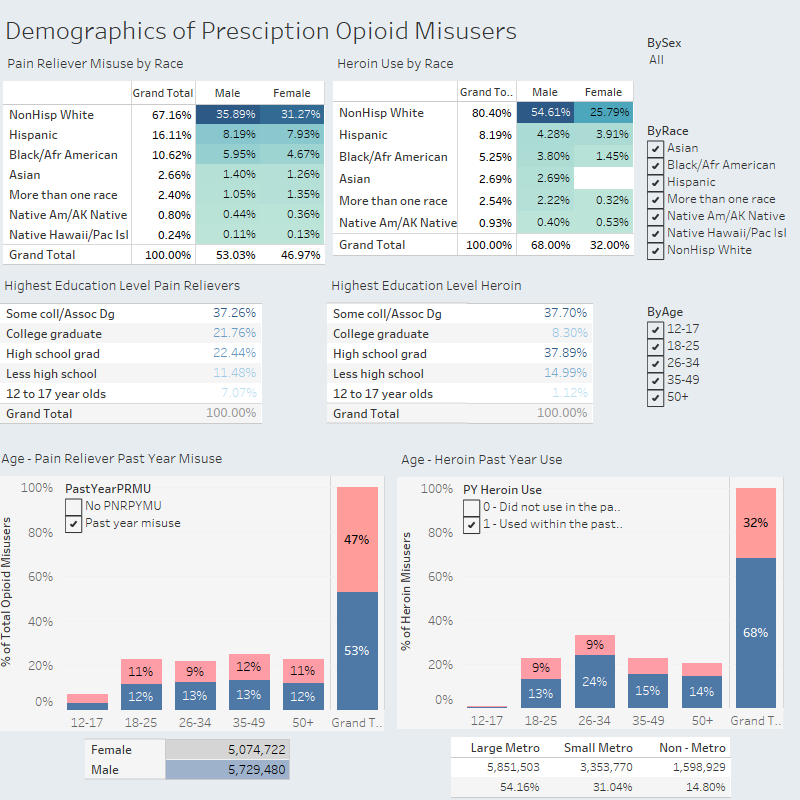 Demographics of Presciption Opioid Misusers
BySex
All
Pain Reliever Misuse by Race
Grand Total Male Female
NonHisp White 67.16% 35.89% 31.27%
Hispanic 16.11% 8.19% 7.93%
Black/Afr American 10.62% 5.95% 4.67%
Asian 2.66% 1.40% 1.26%
More than one race 2.40% 1.05% 1.35%
Native Am/AK Native 0.80% 0.44% 0.36%
Native Hawaii/Pac Isl 0.24% 0.11% 0.13%
Grand Total 100.00% 53.03% 46.97%
Heroin Use by Race
Grand To.. Male Female
NonHisp White 80.40% 54.61% 25.79%
Hispanic 8.19% 4.28% 3.91%
Black/Afr American 5.25% 3.80% 1.45%
Asian 2.69% 2.69%
More than one race 2.54% 2.22% 0.32%
Native Am/AK Native 0.93% 0.40% 0.53%
Grand Total 100.00% 68.00% 32.00%
ByRace
Asian
Black/Afr American
Hispanic
More than one race
Native Am/AK Native
Native Hawaii/Pac Isl
NonHisp White
Highest Education Level Pain Relievers
Some coll/Assoc Dg 37.26%
College graduate 21.76%
High school grad 22.44%
Less high school 11.48%
12 to 17 year olds 7.07%
Grand Total 100.00%
Highest Education Level Heroin
Some coll/Assoc Dg 37.70%
College graduate 8.30%
High school grad 37.89%
Less high school 14.99%
12 to 17 year olds 1.12%
Grand Total 100.00%
ByAge
12-17
18-25
26-34
35-49
50+
Age - Pain Reliever Past Year Misuse
PastYearPRMU
No PNRPYMU
Past year misuse
% of Total Opioid Misusers
100%
80%
60%
40%
20%
0%
11% 9% 12% 11% 47%
12% 13% 13% 12% 53%
12-17 18-25 26-34 35-49 50+ Grand T..
Female 5,074,722
Male 5,729,480
Age - Heroin Past Year Use
PY Heroin Use
0 - Did not use in the pa..
1 - Used within the past..
% of Heroin Misusers
100%
80%
60%
40%
20%
0%
9% 9% 32%
13% 24% 15% 14% 68%
12-17 18-25 26-34 35-49 50+ Grand T..
Large Metro Small Metro Non - Metro
5,851,503 3,353,770 1,598,929
54.16% 31.04% 14.80%